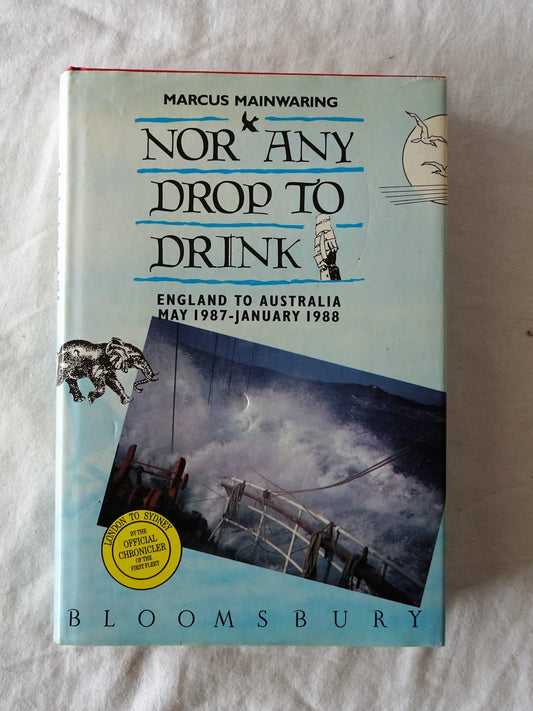 MARCUS MAINWARING
NOR ANY
DROP TO
DRINK
ENGLAND TO AUSTRALIA
MAY 1987-JANUARY 1988
LONDON TO SYDNEY
BY THE
OFFICIAL
CHRONICLER
OF THE
FIRST FLEET
BLOOMSBURY